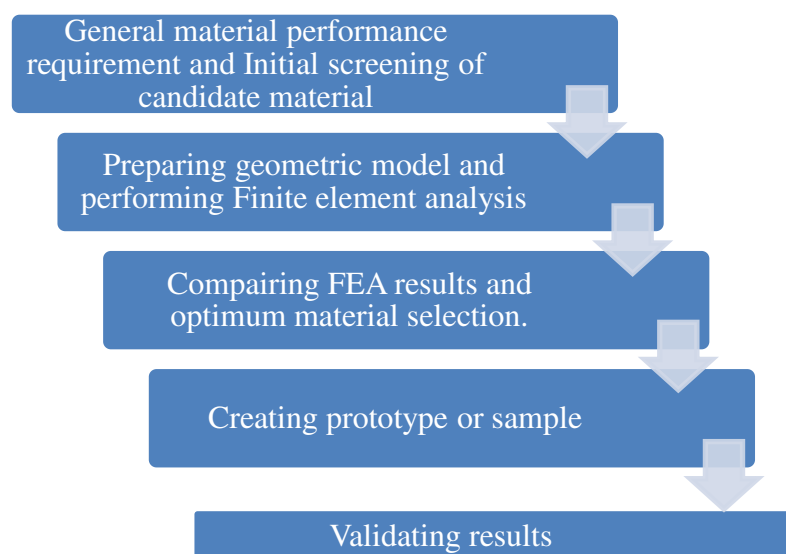 General material performance
requirement and Initial screening of
candidate material
Preparing geometric model and
performing Finite element analysis
Compairing FEA results and
optimum material selection.
Creating prototype or sample
Validating results